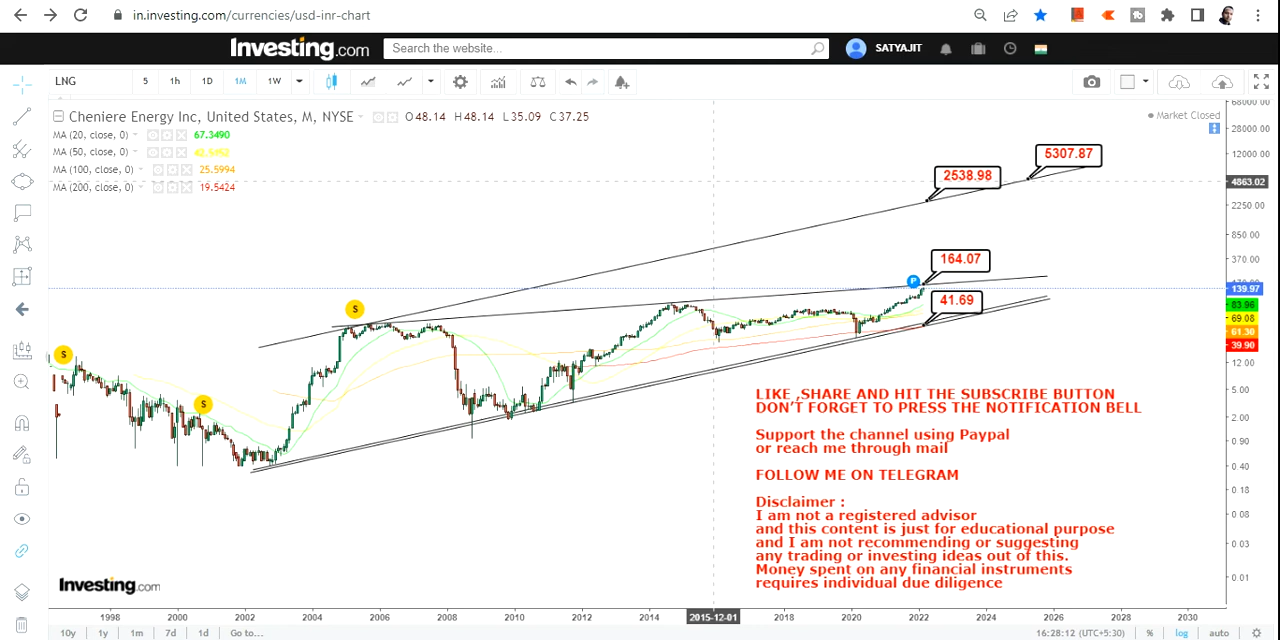 in.investing.com/currencies/usd-inr-chart
Investing.com
Search the website...
SATYAJIT
LNG
5
1h
1D
1M
1W
Cheniere Energy Inc, United States, M, NYSE
O48.14 H48.14 L35.09 C37.25
Market Closed
MA (20, close, 0) 67.3490
MA (50, close, 0)
MA (100, close, 0) 25.5994
MA (200, close, 0) 19.5424
68000.00
28000.00
12000.00
4863.02
2250.00
850.00
370.00
139.97
83.96
69.08
61.30
39.90
12.00
5.00
2.00
0.90
0.40
0.18
0.08
0.03
0.01
5307.87
2538.98
164.07
41.69
P
S
S
S
LIKE ,SHARE AND HIT THE SUBSCRIBE BUTTON
DON'T FORGET TO PRESS THE NOTIFICATION BELL
Support the channel using Paypal
or reach me through mail
FOLLOW ME ON TELEGRAM
Disclaimer :
I am not a registered advisor
and this content is just for educational purpose
and I am not recommending or suggesting
any trading or investing ideas out of this.
Money spent on any financial instruments
requires individual due diligence
Investing.com
1998 2000 2002 2004 2006 2008 2010 2012 2014 2015-12-01 2018 2020 2022 2024 2026 2028 2030
10y 1y 1m 7d 1d Go to...
16:28:12 (UTC+5:30) % log auto